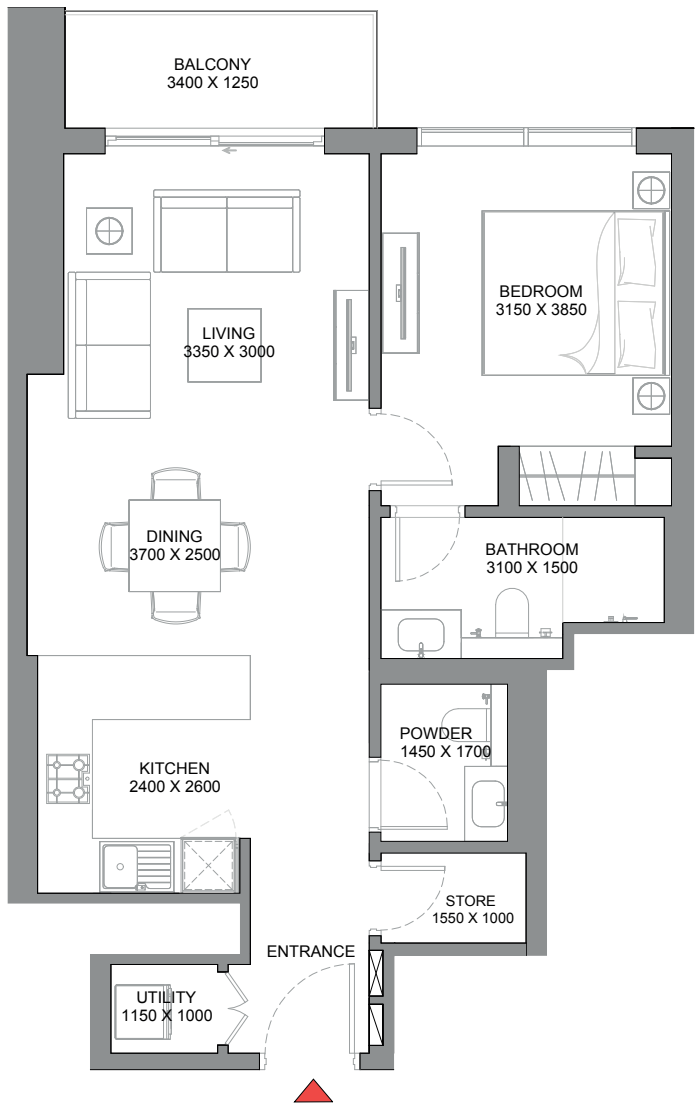 BALCONY
3400 X 1250
BEDROOM
3150 X 3850
LIVING
3350 X 3000
DINING
3700 X 2500
BATHROOM
3100 X 1500
POWDER
1450 X 1700
KITCHEN
2400 X 2600
STORE
1550 X 1000
ENTRANCE
UTILITY
1150 X 1000